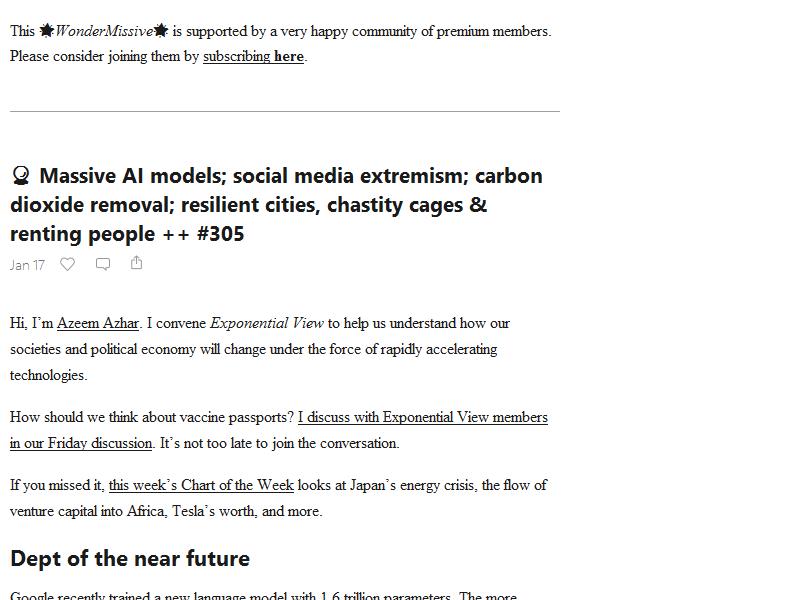 This WonderMissive is supported by a very happy community of premium members.
Please consider joining them by subscribing here.
Massive AI models; social media extremism; carbon
dioxide removal; resilient cities, chastity cages &
renting people ++ #305
Jan 17
Hi, I’m Azeem Azhar. I convene Exponential View to help us understand how our
societies and political economy will change under the force of rapidly accelerating
technologies.
How should we think about vaccine passports? I discuss with Exponential View members
in our Friday discussion. It’s not too late to join the conversation.
If you missed it, this week’s Chart of the Week looks at Japan’s energy crisis, the flow of
venture capital into Africa, Tesla’s worth, and more.
Dept of the near future
Google recently trained a new language model with 1.6 trillion parameters. The more